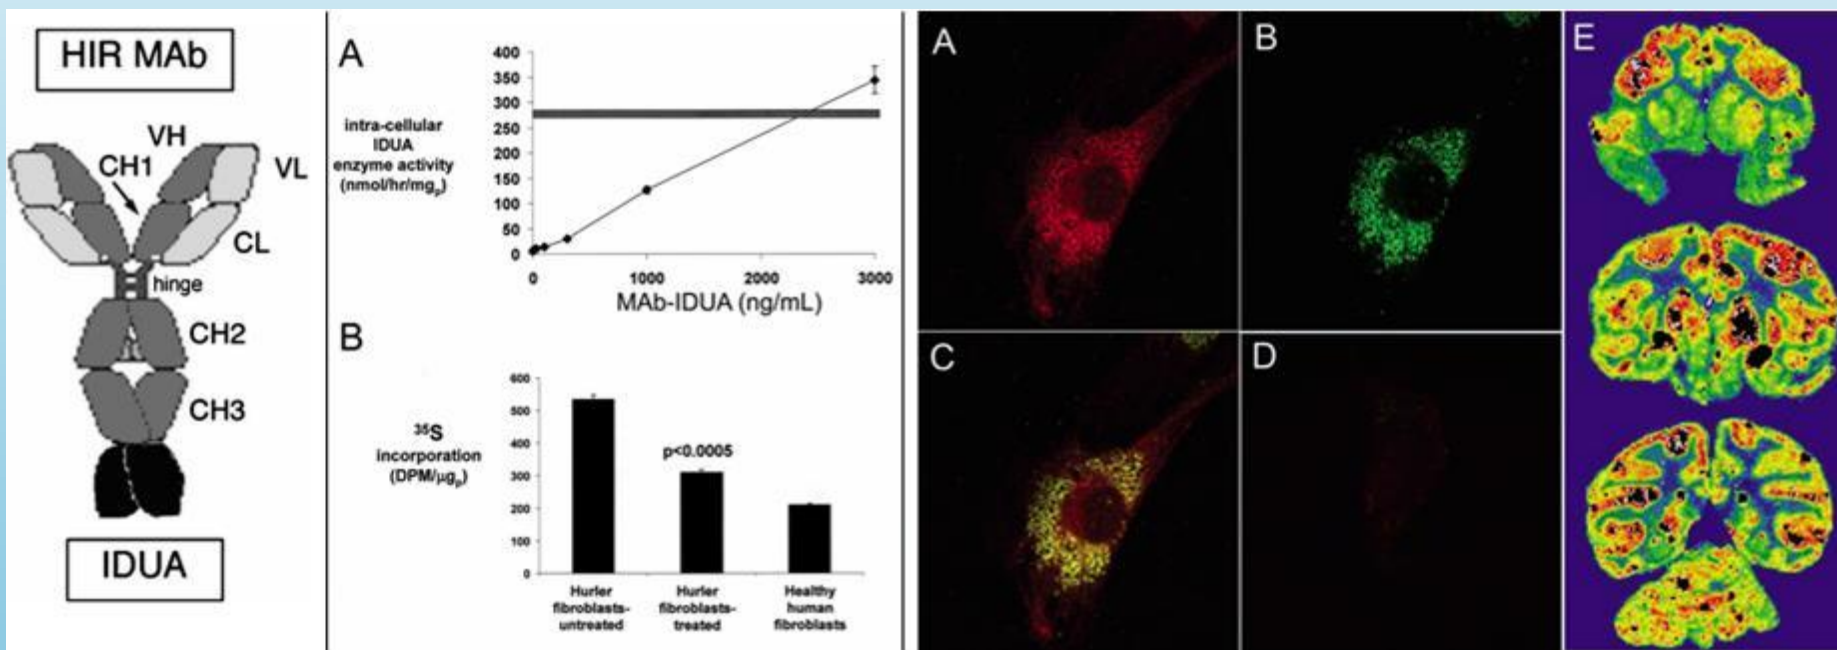 HIR MAb
VH
CH1
VL
CL
hinge
CH2
CH3
IDUA
A
intra-cellular
IDUA
enzyme activity
(nmol/hr/mgp)
400
350
300
250
200
150
100
50
0
0
1000
2000
3000
MAb-IDUA (ng/mL)
B
35S
incorporation
(DPM/μgp)
600
500
400
300
200
100
0
p<0.0005
Hurler
fibroblasts-
untreated
Hurler
fibroblasts-
treated
Healthy
human
fibroblasts
A
B
C
D
E